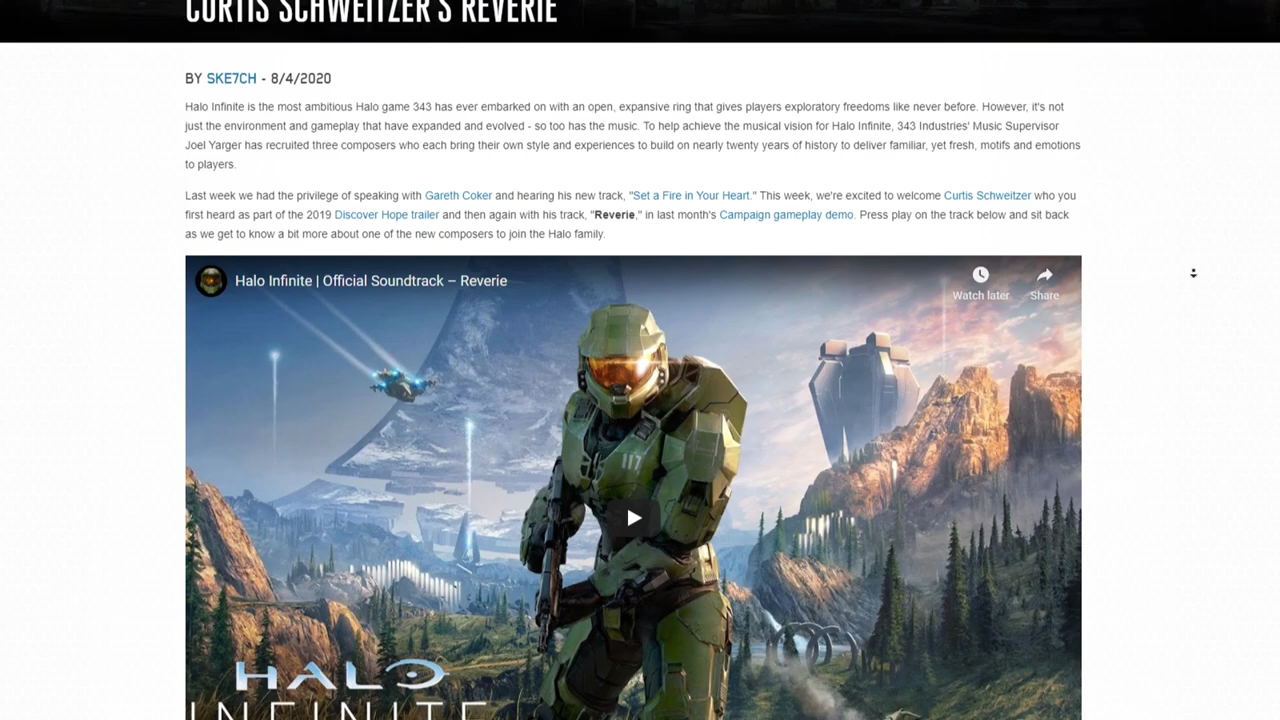 CURTIS SCHWEITZER'S REVERIE
BY SKE7CH - 8/4/2020
Halo Infinite is the most ambitious Halo game 343 has ever embarked on with an open, expansive ring that gives players exploratory freedoms like never before. However, it's not
just the environment and gameplay that have expanded and evolved - so too has the music. To help achieve the musical vision for Halo Infinite, 343 Industries' Music Supervisor
Joel Yarger has recruited three composers who each bring their own style and experiences to build on nearly twenty years of history to deliver familiar, yet fresh, motifs and emotions
to players.
Last week we had the privilege of speaking with Gareth Coker and hearing his new track, "Set a Fire in Your Heart." This week, we're excited to welcome Curtis Schweitzer who you
first heard as part of the 2019 Discover Hope trailer and then again with his track, "Reverie," in last month's Campaign gameplay demo. Press play on the track below and sit back
as we get to know a bit more about one of the new composers to join the Halo family.
Halo Infinite | Official Soundtrack – Reverie
Watch later
Share
117
HALO
INFINITE